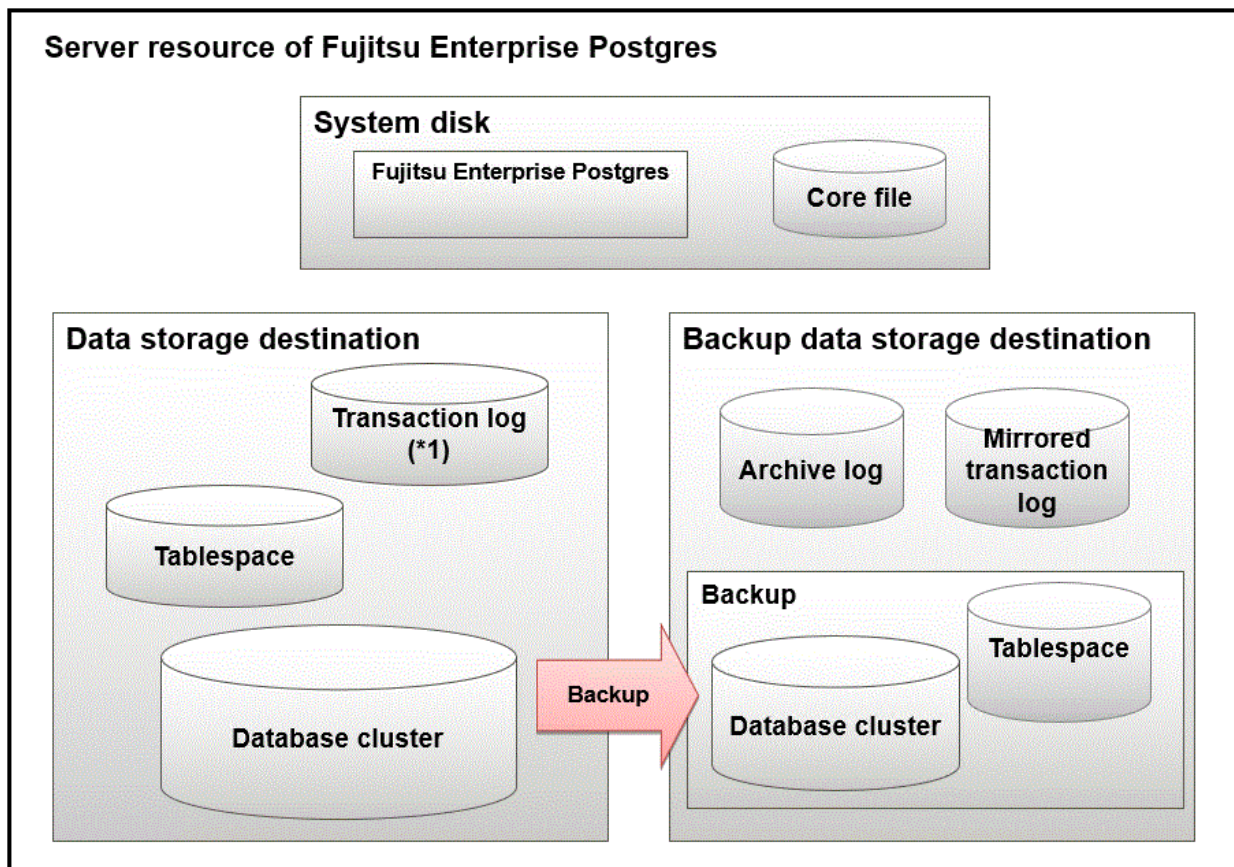 Server resource of Fujitsu Enterprise Postgres
System disk
Fujitsu Enterprise Postgres
Core file
Data storage destination
Transaction log
(*1)
Tablespace
Database cluster
Backup
Backup data storage destination
Archive log
Mirrored
transaction
log
Backup
Tablespace
Database cluster